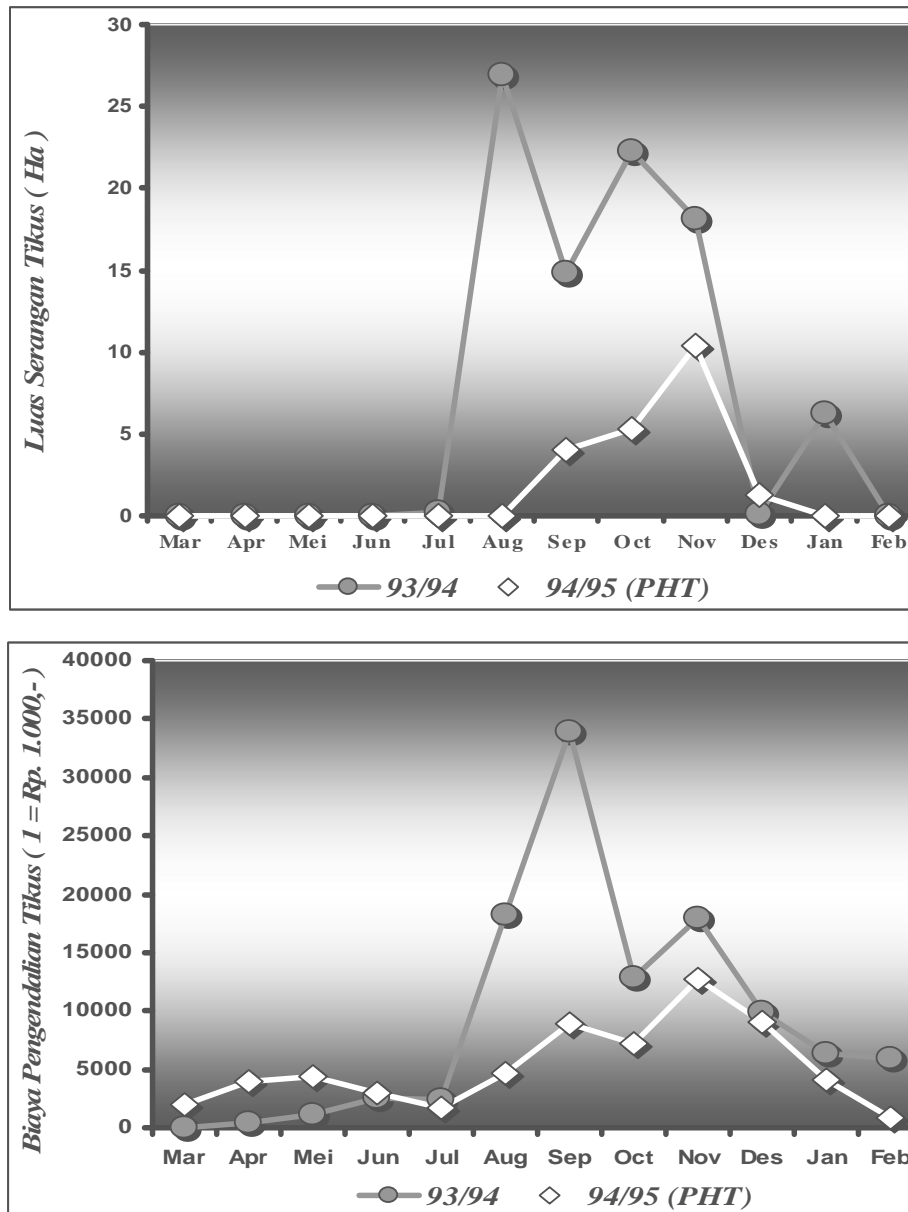 Luas Serangan Tikus ( Ha )
30
25
20
15
10
5
0
Mar Apr Mei Jun Jul Aug Sep Oct Nov Des Jan Feb
93/94 94/95 (PHT)
Biaya Pengendalian Tikus ( 1 = Rp. 1.000,- )
40000
35000
30000
25000
20000
15000
10000
5000
0
Mar Apr Mei Jun Jul Aug Sep Oct Nov Des Jan Feb
93/94 94/95 (PHT)